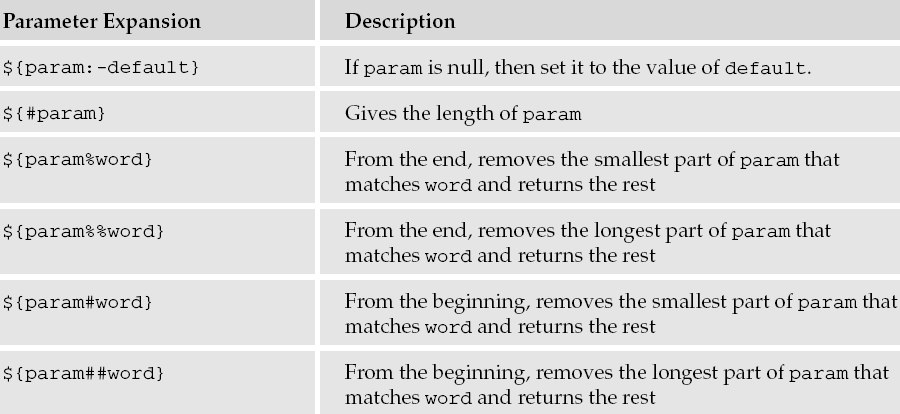 Parameter Expansion Description
${param:-default} If param is null, then set it to the value of default.
${#param} Gives the length of param
${param%word} From the end, removes the smallest part of param that
matches word and returns the rest
${param%%word} From the end, removes the longest part of param that
matches word and returns the rest
${param#word} From the beginning, removes the smallest part of param that
matches word and returns the rest
${param##word} From the beginning, removes the longest part of param that
matches word and returns the rest